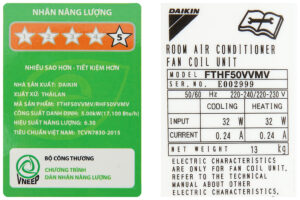 NHÃN NĂNG LƯỢNG
5
NHIỀU SAO HƠN - TIẾT KIỆM HƠN
NHÀ SẢN XUẤT: DAIKIN
XUẤT XỨ: THÁI LAN
MÃ SẢN PHẨM: FTHF50VVMV/RHF50VVMV
CÔNG SUẤT DANH ĐỊNH: 5.00kW(17.100 Btu/h)
HIỆU SUẤT NĂNG LƯỢNG: 6.30
TIÊU CHUẨN VIỆT NAM: TCVN7830-2015
BỘ CÔNG THƯƠNG
CHƯƠNG TRÌNH
DÁN NHÃN NĂNG LƯỢNG
VNEEP
DAIKIN
ROOM AIR CONDITIONER
FAN COIL UNIT
MODEL FTHF50VVMV
SERIAL NO. E002999
50/60 Hz 220-240/220-230 V
COOLING HEATING
INPUT 32 W 32 W
CURRENT 0.24 A 0.24 A
NET WEIGHT 13 kg
ELECTRIC CHARACTERISTICS
ARE ONLY FOR FAN COIL UNIT.
REFER TO THE TECHNICAL
MANUAL ABOUT OTHER
ELECTRIC CHARACTERISTICS